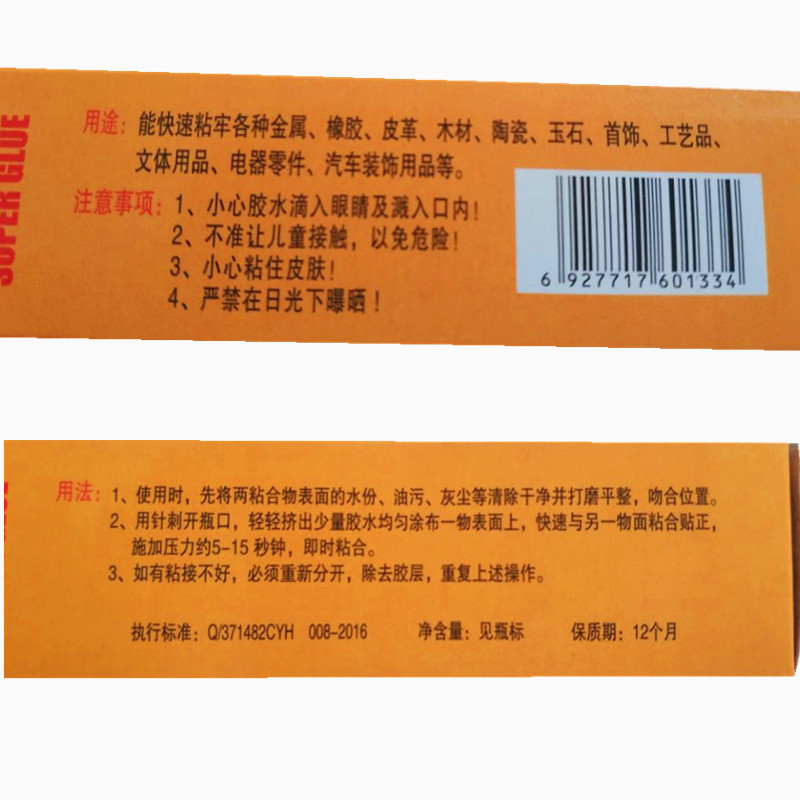 SUPER GLUE
用途：能快速粘牢各种金属、橡胶、皮革、木材、陶瓷、玉石、首饰、工艺品、
文体用品、电器零件、汽车装饰用品等。
注意事项：1、小心胶水滴入眼睛及溅入口内！
2、不准让儿童接触，以免危险！
3、小心粘住皮肤！
4、严禁在日光下曝晒！
6 927717 601334
用法：1、使用时，先将两粘合物表面的水份、油污、灰尘等清除干净并打磨平整，吻合位置。
2、用针刺开瓶口，轻轻挤出少量胶水均匀涂布一物表面上，快速与另一物面粘合贴正，
施加压力约5-15 秒钟，即时粘合。
3、如有粘接不好，必须重新分开，除去胶层，重复上述操作。
执行标准：Q/371482CYH 008-2016 净含量：见瓶标 保质期：12个月